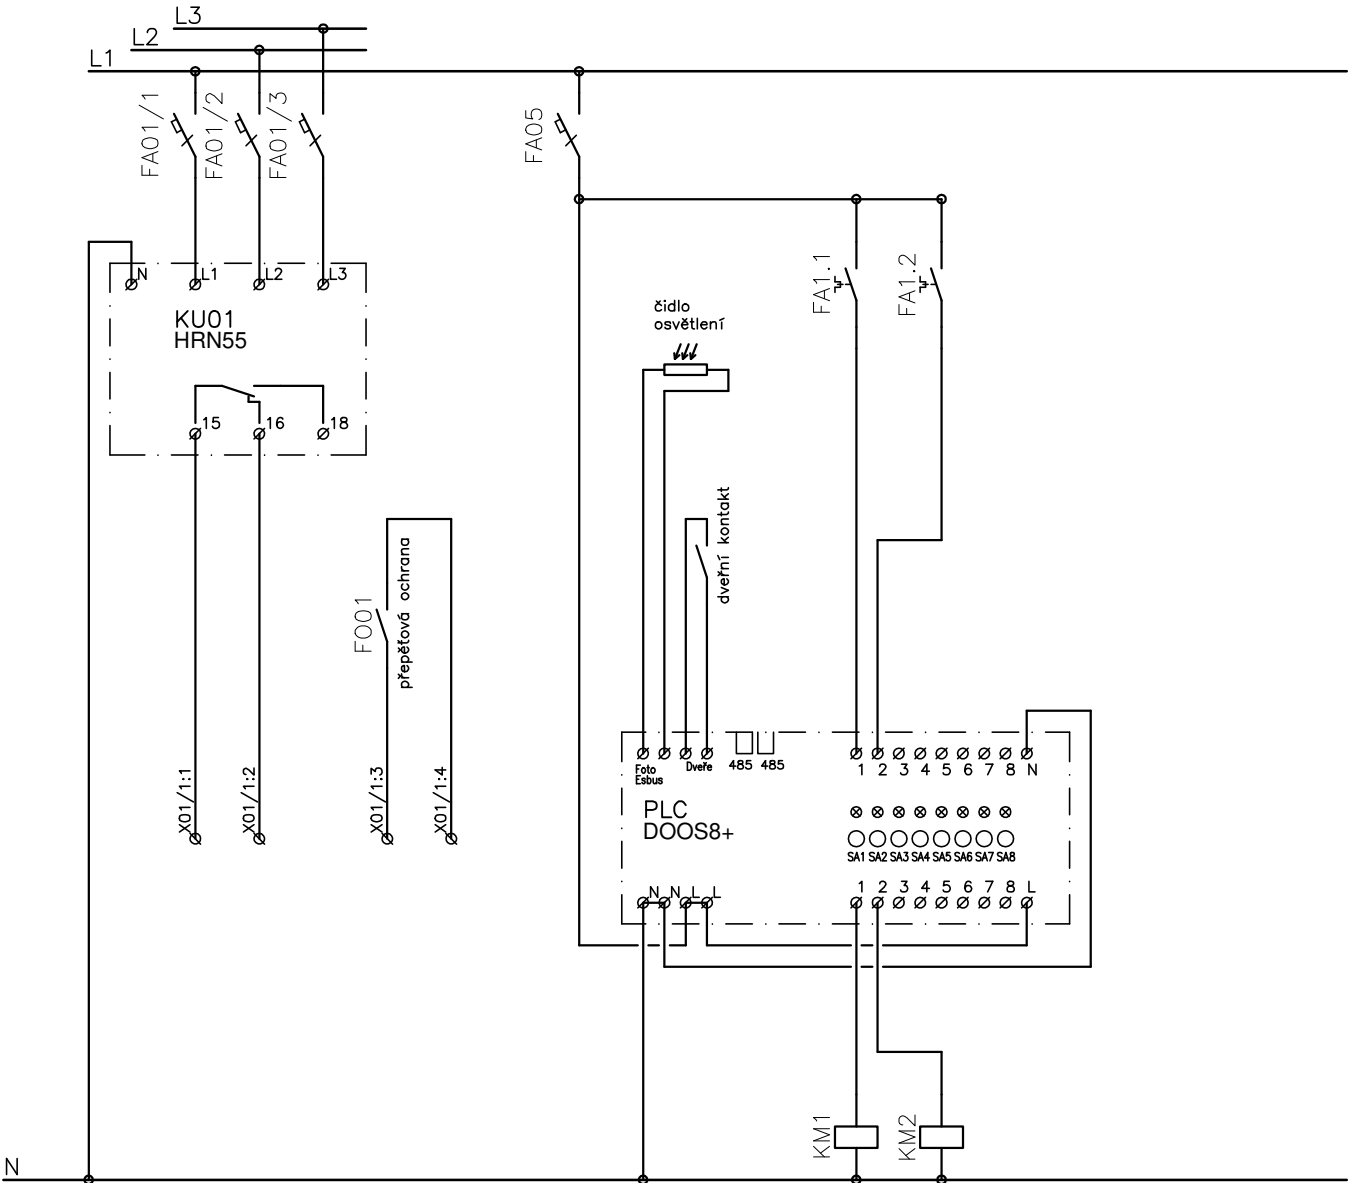 L3
L2
L1
FA01/1
FA01/2
FA01/3
FA05
N
L1
L2
L3
KU01
HRN55
15
16
18
FA1.1
FA1.2
čidlo
osvětlení
dveřní kontakt
FO01
přepěťová ochrana
X01/1:1
X01/1:2
X01/1:3
X01/1:4
Foto
Esbus
Dveře
485 485
1 2 3 4 5 6 7 8 N
PLC
DOOS8+
SA1 SA2 SA3 SA4 SA5 SA6 SA7 SA8
N N L L
1 2 3 4 5 6 7 8 L
KM1
KM2
N